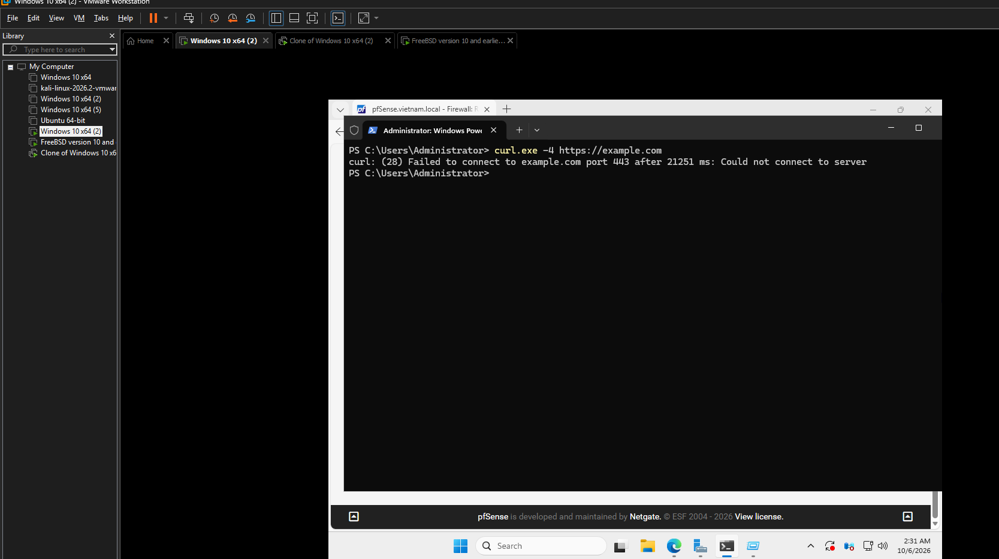 Windows 10 x64 (2) - VMware Workstation
File Edit View VM Tabs Help
Library
Home Windows 10 x64 (2) Clone of Windows 10 x64 (2) FreeBSD version 10 and earlie...
Type here to search
My Computer
Windows 10 x64
kali-linux-2026.2-vmwar
Windows 10 x64 (2)
Windows 10 x64 (5)
Ubuntu 64-bit
Windows 10 x64 (2)
FreeBSD version 10 and
Clone of Windows 10 x6
pf pfSense.vietnam.local - Firewall: R
Administrator: Windows Powe
PS C:\Users\Administrator> curl.exe -4 https://example.com
curl: (28) Failed to connect to example.com port 443 after 21251 ms: Could not connect to server
PS C:\Users\Administrator>
pfSense is developed and maintained by Netgate. © ESF 2004 - 2026 View license.
Search
2:31 AM
10/6/2026